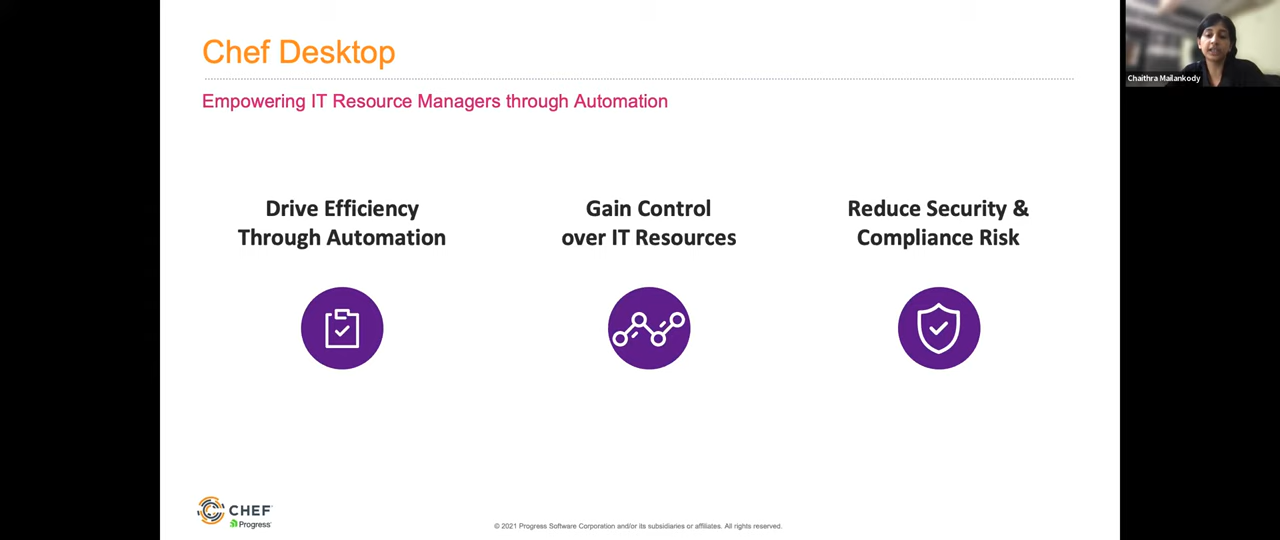 Chef Desktop
Empowering IT Resource Managers through Automation
Drive Efficiency
Through Automation
Gain Control
over IT Resources
Reduce Security &
Compliance Risk
CHEF
Progress
© 2021 Progress Software Corporation and/or its subsidiaries or affiliates. All rights reserved.
Chaithra Mailankody